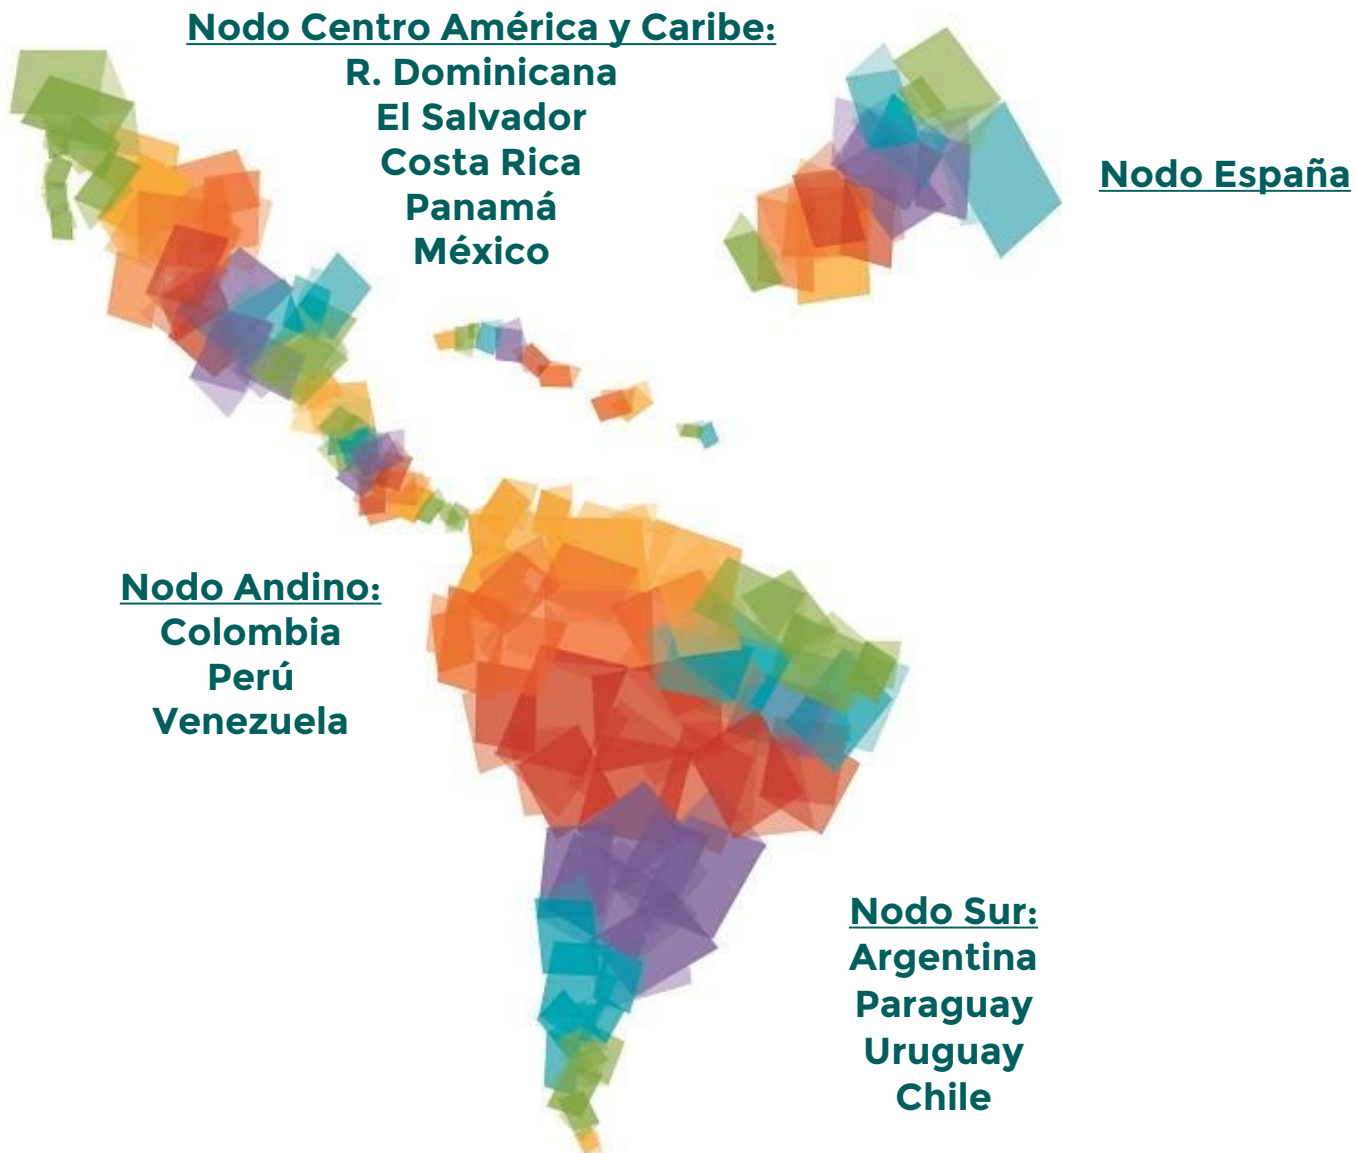 Nodo Centro América y Caribe:
R. Dominicana
El Salvador
Costa Rica
Panamá
México
Nodo España
Nodo Andino:
Colombia
Perú
Venezuela
Nodo Sur:
Argentina
Paraguay
Uruguay
Chile